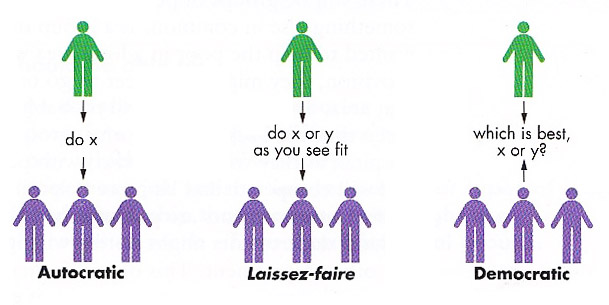 do x
do x or y
as you see fit
which is best,
x or y?
Autocratic
Laissez-faire
Democratic